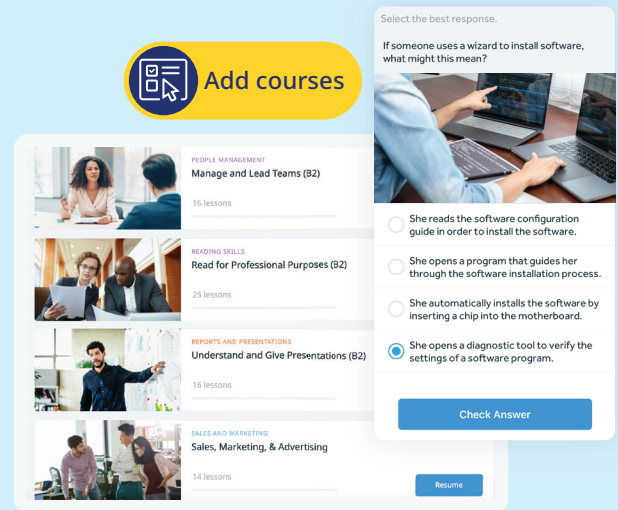 Add courses
PEOPLE MANAGEMENT
Manage and Lead Teams (B2)
16 lessons
READING SKILLS
Read for Professional Purposes (B2)
25 lessons
REPORTS AND PRESENTATIONS
Understand and Give Presentations (B2)
16 lessons
SALES AND MARKETING
Sales, Marketing, & Advertising
14 lessons
Resume
Select the best response.
If someone uses a wizard to install software,
what might this mean?
She reads the software configuration
guide in order to install the software.
She opens a program that guides her
through the software installation process.
She automatically installs the software by
inserting a chip into the motherboard.
She opens a diagnostic tool to verify the
settings of a software program.
Check Answer